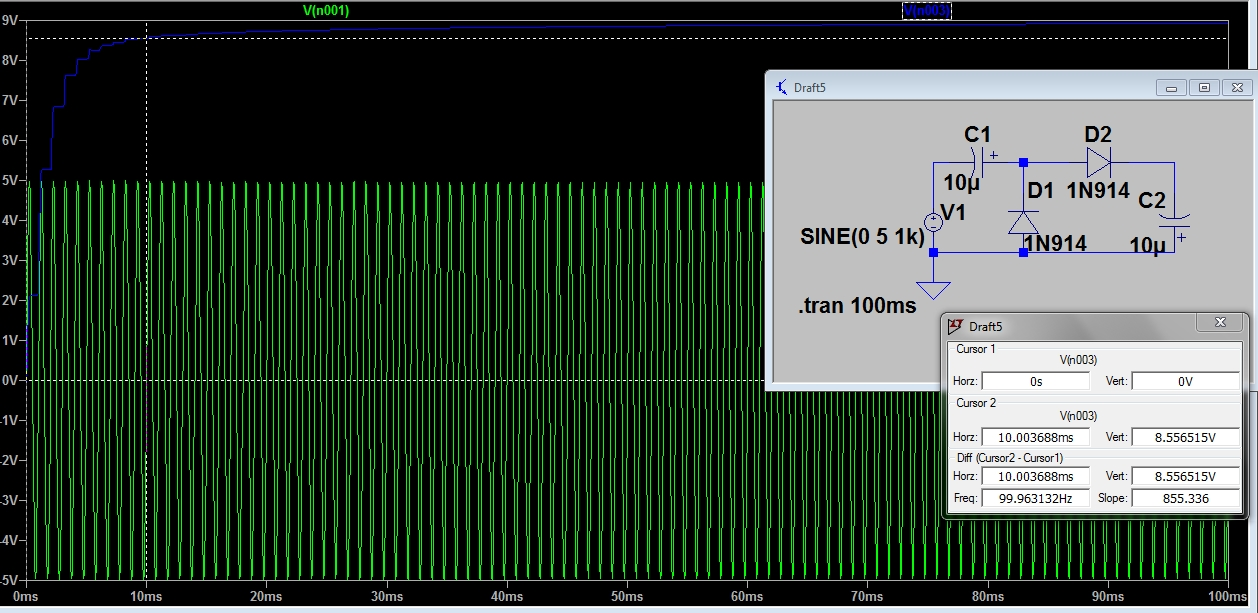 V(n001)
V(n003)
9V
8V
7V
6V
5V
4V
3V
2V
1V
0V
-1V
-2V
-3V
-4V
-5V
0ms 10ms 20ms 30ms 40ms 50ms 60ms 70ms 80ms 90ms 100ms
Draft5
C1
D2
+
10µ
D1
1N914
C2
V1
SINE(0 5 1k)
1N914
10µ
+
.tran 100ms
Draft5
Cursor 1
V(n003)
Horz: 0s Vert: 0V
Cursor 2
V(n003)
Horz: 10.003688ms Vert: 8.556515V
Diff (Cursor2 - Cursor1)
Horz: 10.003688ms Vert: 8.556515V
Freq: 99.963132Hz Slope: 855.336